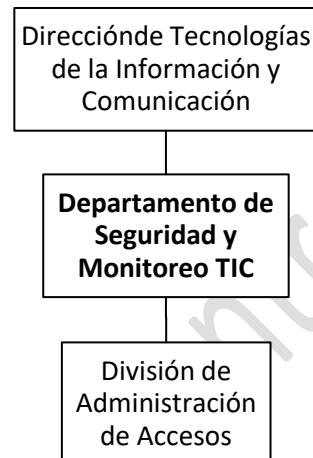 Direcciónde Tecnologías
de la Información y
Comunicación
Departamento de
Seguridad y
Monitoreo TIC
División de
Administración
de Accesos